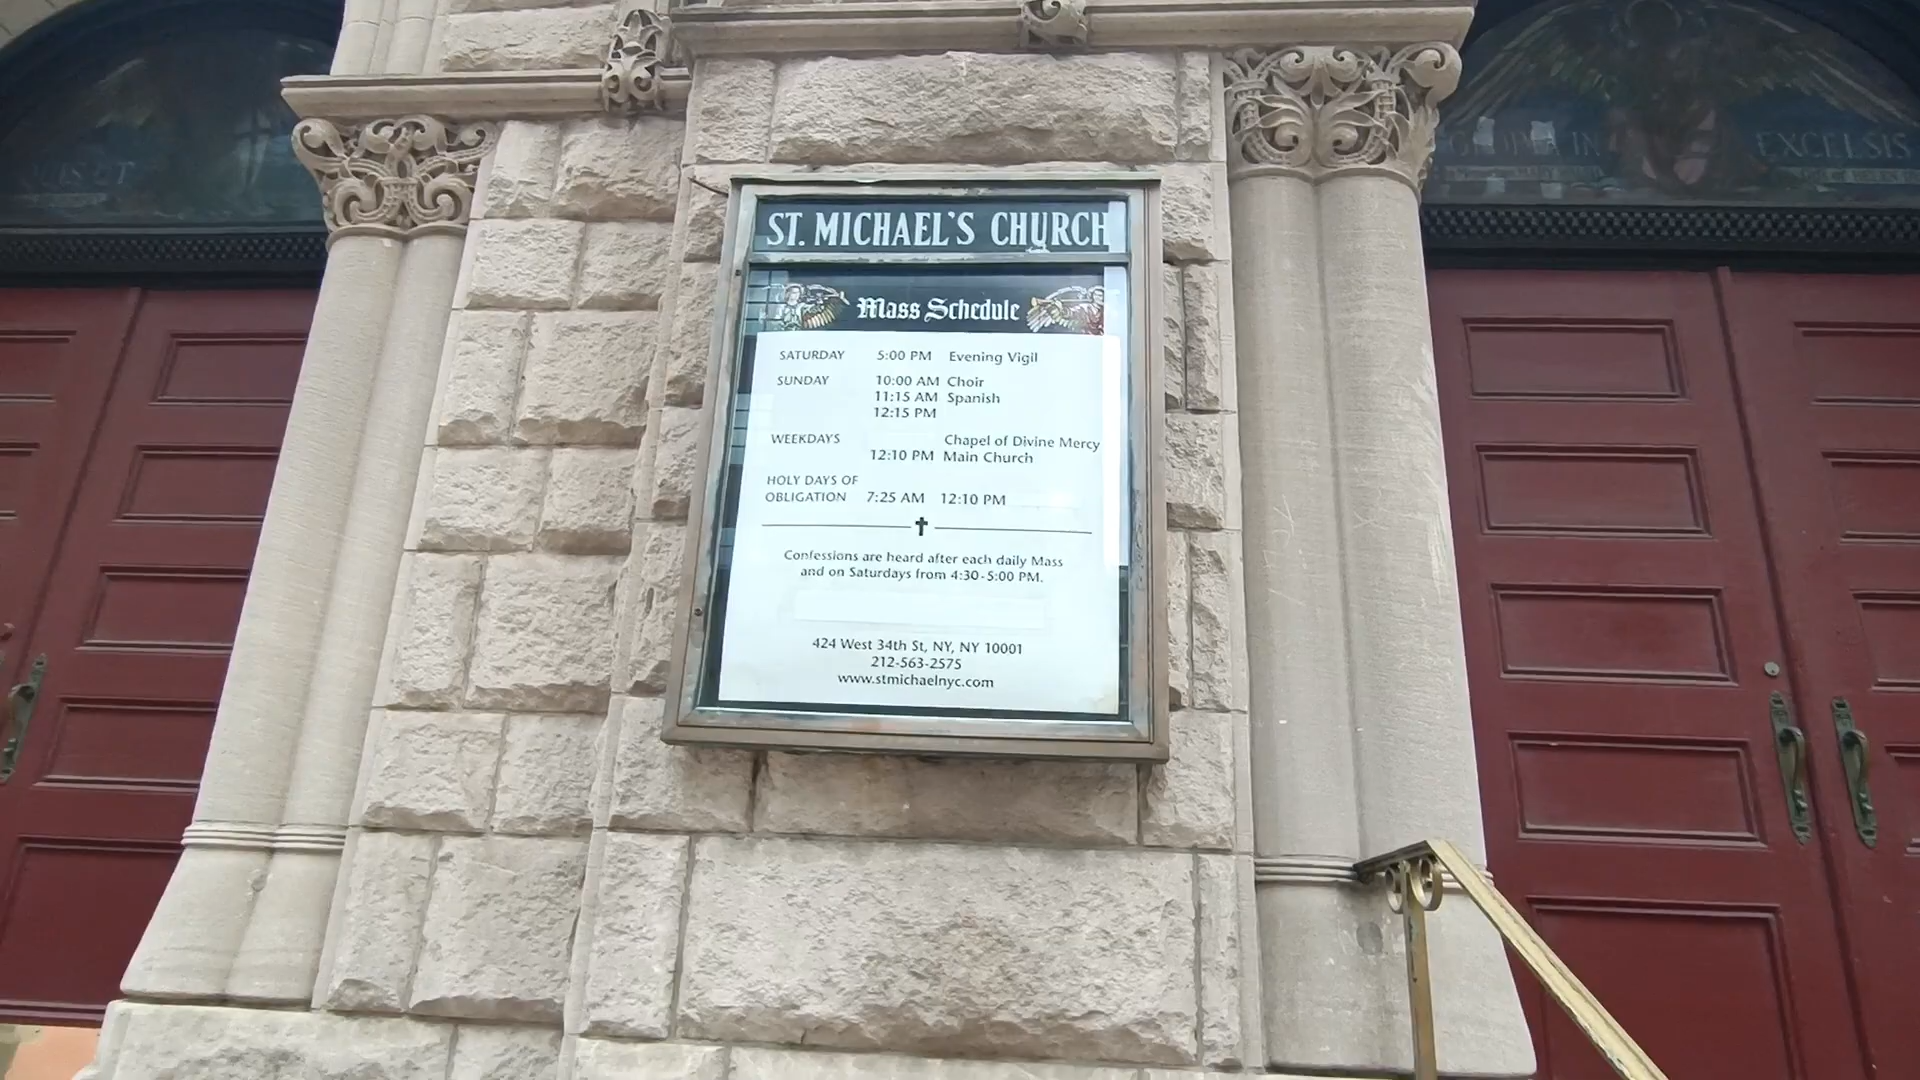 ST. MICHAEL'S CHURCH
Mass Schedule
SATURDAY 5:00 PM Evening Vigil
SUNDAY 10:00 AM Choir
11:15 AM Spanish
12:15 PM
WEEKDAYS Chapel of Divine Mercy
12:10 PM Main Church
HOLY DAYS OF
OBLIGATION 7:25 AM 12:10 PM
Confessions are heard after each daily Mass
and on Saturdays from 4:30-5:00 PM.
424 West 34th St, NY, NY 10001
212-563-2575
www.stmichaelnyc.com
GLORIA IN EXCELSIS